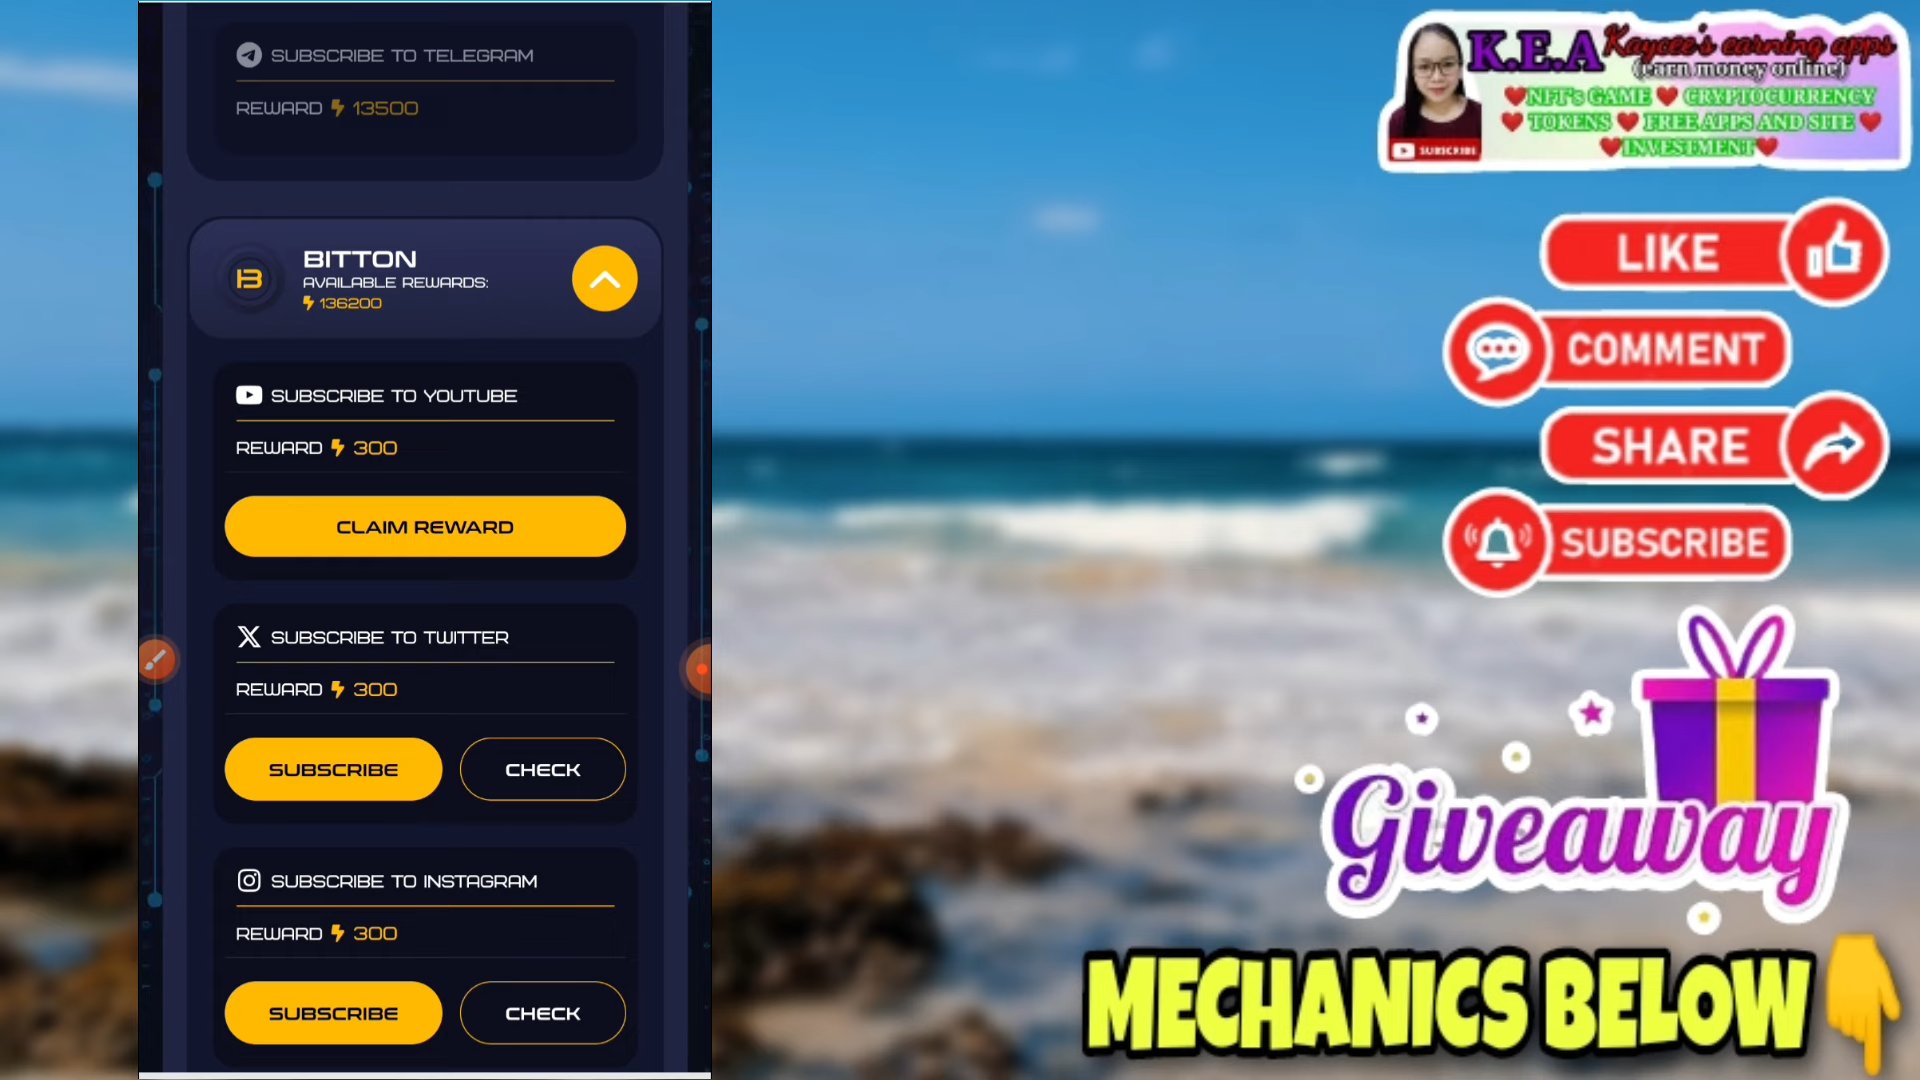 SUBSCRIBE TO TELEGRAM
REWARD 13500
BITTON
AVAILABLE REWARDS:
136200
SUBSCRIBE TO YOUTUBE
REWARD 300
CLAIM REWARD
SUBSCRIBE TO TWITTER
REWARD 300
SUBSCRIBE CHECK
SUBSCRIBE TO INSTAGRAM
REWARD 300
SUBSCRIBE CHECK
K.E.A Kaycee's earning apps
(earn money online)
NFT's GAME CRYPTOCURRENCY
TOKENS FREE APPS AND SITE
INVESTMENT
SUBSCRIBE
LIKE
COMMENT
SHARE
SUBSCRIBE
Giveaway
MECHANICS BELOW